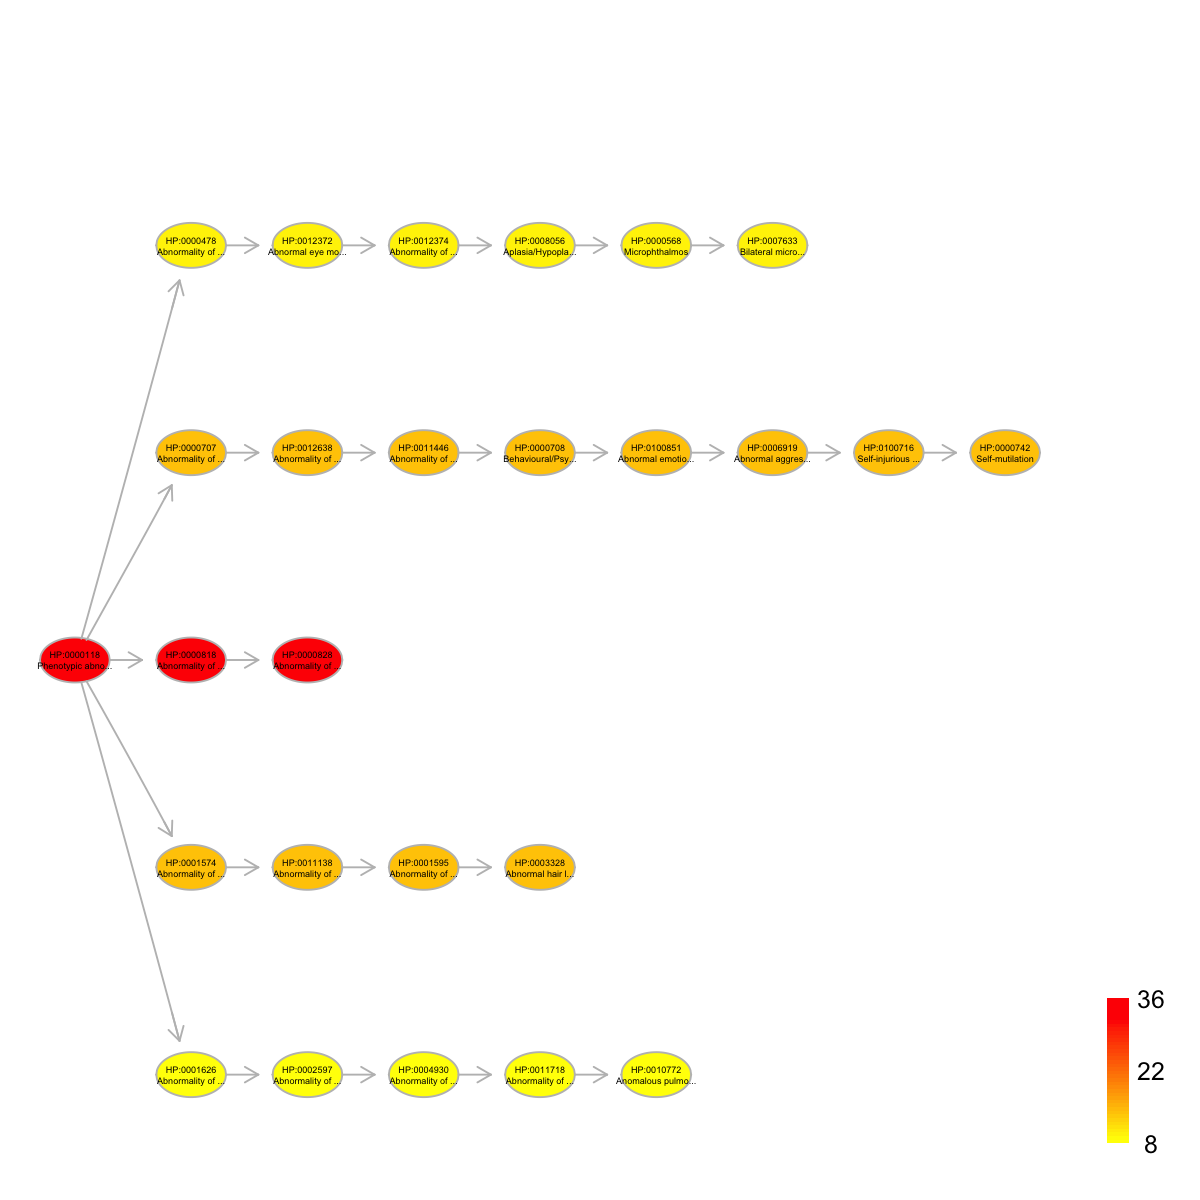 HP:0000478
Abnormality of ...
HP:0012372
Abnormal eye mo...
HP:0012374
Abnormality of ...
HP:0008056
Aplasia/Hypopla...
HP:0000568
Microphthalmos
HP:0007633
Bilateral micro...
HP:0000707
Abnormality of ...
HP:0012638
Abnormality of ...
HP:0011446
Abnormality of ...
HP:0000708
Behavioural/Psy...
HP:0100851
Abnormal emotio...
HP:0006919
Abnormal aggres...
HP:0100716
Self-injurious ...
HP:0000742
Self-mutilation
HP:0000118
Phenotypic abno...
HP:0000818
Abnormality of ...
HP:0000828
Abnormality of ...
HP:0001574
Abnormality of ...
HP:0011138
Abnormality of ...
HP:0001595
Abnormality of ...
HP:0003328
Abnormal hair l...
HP:0001626
Abnormality of ...
HP:0002597
Abnormality of ...
HP:0004930
Abnormality of ...
HP:0011718
Abnormality of ...
HP:0010772
Anomalous pulmo...
36
22
8